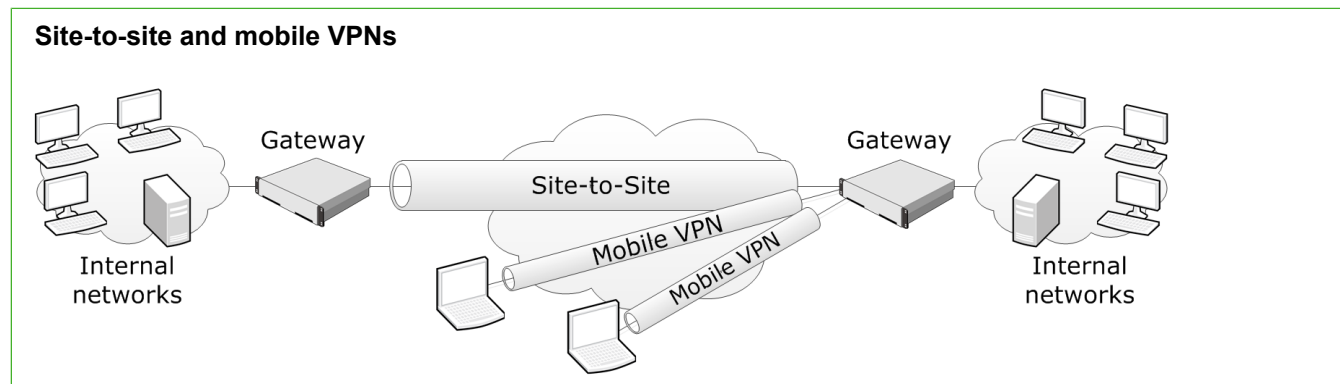 Site-to-site and mobile VPNs
Gateway
Gateway
Site-to-Site
Mobile VPN
Mobile VPN
Internal
networks
Internal
networks